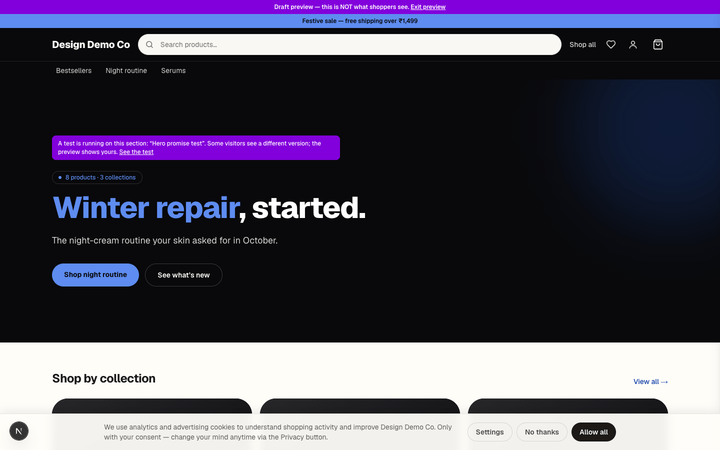 Draft preview — this is NOT what shoppers see. Exit preview
Festive sale — free shipping over ₹1,499
Design Demo Co
Search products…
Shop all
Bestsellers Night routine Serums
A test is running on this section: “Hero promise test”. Some visitors see a different version; the
preview shows yours. See the test
8 products · 3 collections
Winter repair, started.
The night-cream routine your skin asked for in October.
Shop night routine
See what's new
Shop by collection
View all →
We use analytics and advertising cookies to understand shopping activity and improve Design Demo Co. Only
with your consent — change your mind anytime via the Privacy button.
Settings
No thanks
Allow all
N